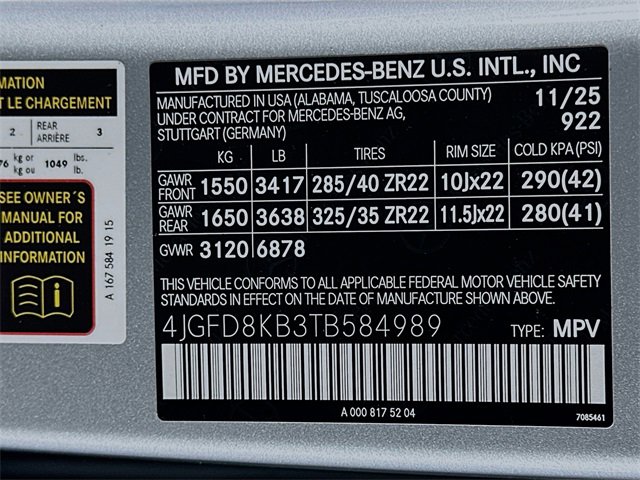 MATION
T LE CHARGEMENT
2 REAR ARRIÈRE 3
76 kg or kg ou 1049 lbs. lb.
SEE OWNER´S
MANUAL FOR
ADDITIONAL
INFORMATION
A 167 584 19 15
MFD BY MERCEDES-BENZ U.S. INTL., INC
MANUFACTURED IN USA (ALABAMA, TUSCALOOSA COUNTY) 11/25
UNDER CONTRACT FOR MERCEDES-BENZ AG, 922
STUTTGART (GERMANY)
KG LB TIRES RIM SIZE COLD KPA (PSI)
GAWR FRONT 1550 3417 285/40 ZR22 10Jx22 290(42)
GAWR REAR 1650 3638 325/35 ZR22 11.5Jx22 280(41)
GVWR 3120 6878
THIS VEHICLE CONFORMS TO ALL APPLICABLE FEDERAL MOTOR VEHICLE SAFETY
STANDARDS IN EFFECT ON THE DATE OF MANUFACTURE SHOWN ABOVE.
4JGFD8KB3TB584989 TYPE: MPV
A 000 817 52 04
7085461